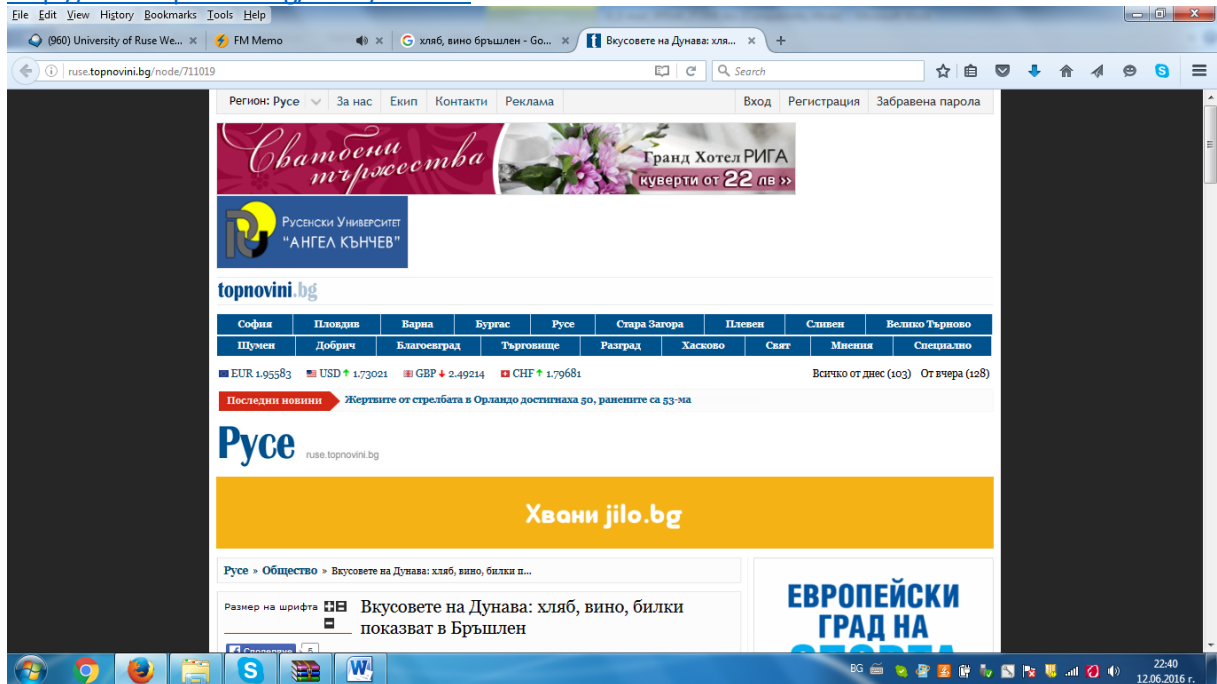 File Edit View History Bookmarks Tools Help
(960) University of Ruse We... FM Memo хляб, вино бръшлен - Go... Вкусовете на Дунава: хля...
ruse.topnovini.bg/node/711019 Search
Регион: Русе За нас Екип Контакти Реклама Вход Регистрация Забравена парола
Сватбени
тържества
Гранд Хотел РИГА
куверти от 22 лв »
Русенски Университет
"АНГЕЛ КЪНЧЕВ"
topnovini.bg
София Пловдив Варна Бургас Русе Стара Загора Плевен Сливен Велико Търново
Шумен Добрич Благоевград Търговище Разград Хасково Свят Мнения Специално
EUR 1.95583 USD 1.73021 GBP 2.49214 CHF 1.79681 Всичко от днес (103) От вчера (128)
Последни новини Жертвите от стрелбата в Орландо достигнаха 50, ранените са 53-ма
Русе ruse.topnovini.bg
Хвани jilo.bg
Русе » Общество » Вкусовете на Дунава: хляб, вино, билки п...
Размер на шрифта
Вкусовете на Дунава: хляб, вино, билки
показват в Бръшлен
Споделяне 5
ЕВРОПЕЙСКИ
ГРАД НА
СПОРТА
BG 22:40
12.06.2016 г.